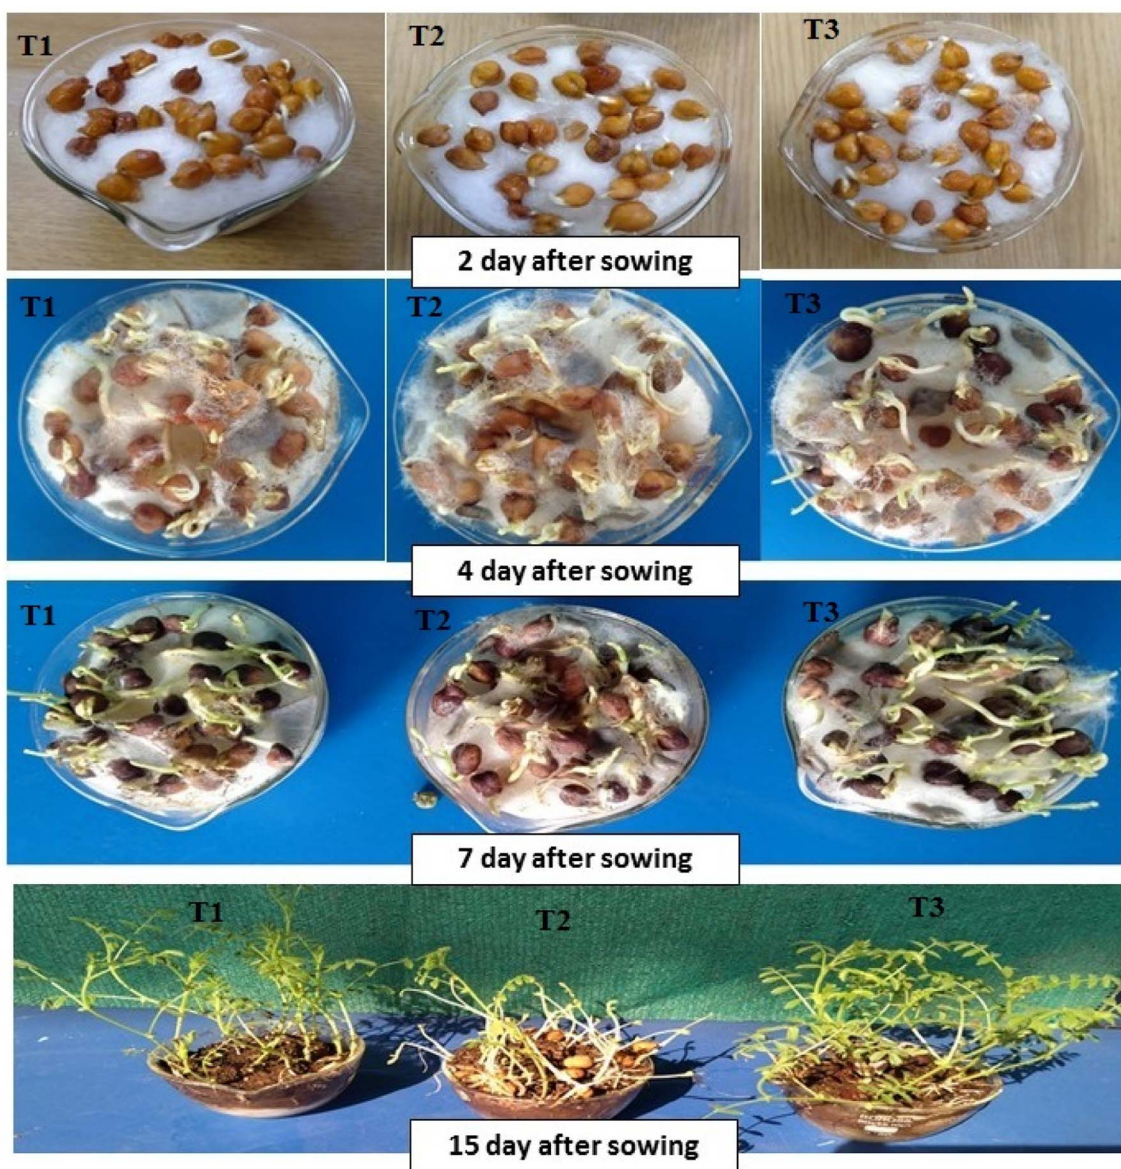 T1
T2
T3
2 day after sowing
T1
T2
T3
4 day after sowing
T1
T2
T3
7 day after sowing
T1
T2
T3
15 day after sowing